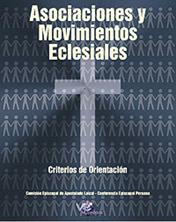 Asociaciones y
Movimientos
Eclesiales
Criterios de Orientación
Comisión Episcopal de Apostolado Laical - Conferencia Episcopal Peruana